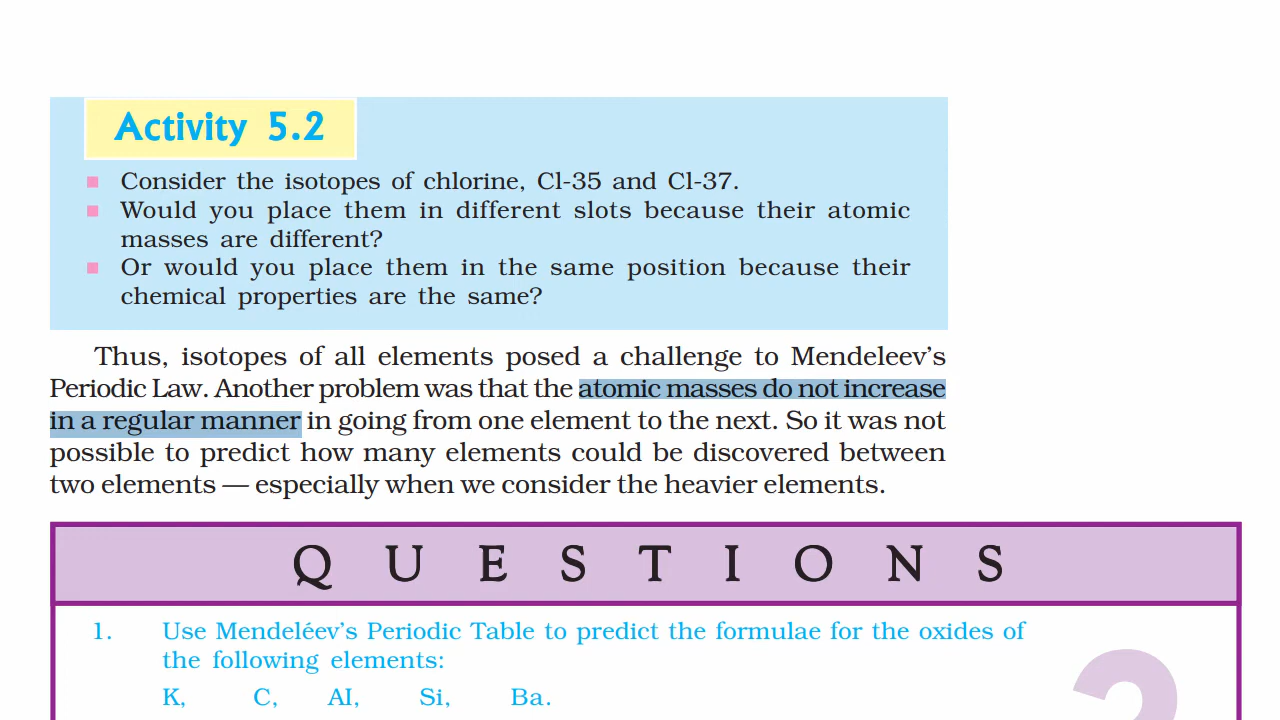 Activity 5.2
Consider the isotopes of chlorine, Cl-35 and Cl-37.
Would you place them in different slots because their atomic
masses are different?
Or would you place them in the same position because their
chemical properties are the same?
Thus, isotopes of all elements posed a challenge to Mendeleev’s
Periodic Law. Another problem was that the atomic masses do not increase
in a regular manner in going from one element to the next. So it was not
possible to predict how many elements could be discovered between
two elements — especially when we consider the heavier elements.
Q U E S T I O N S
1. Use Mendeléev’s Periodic Table to predict the formulae for the oxides of
the following elements:
K, C, AI, Si, Ba.
?